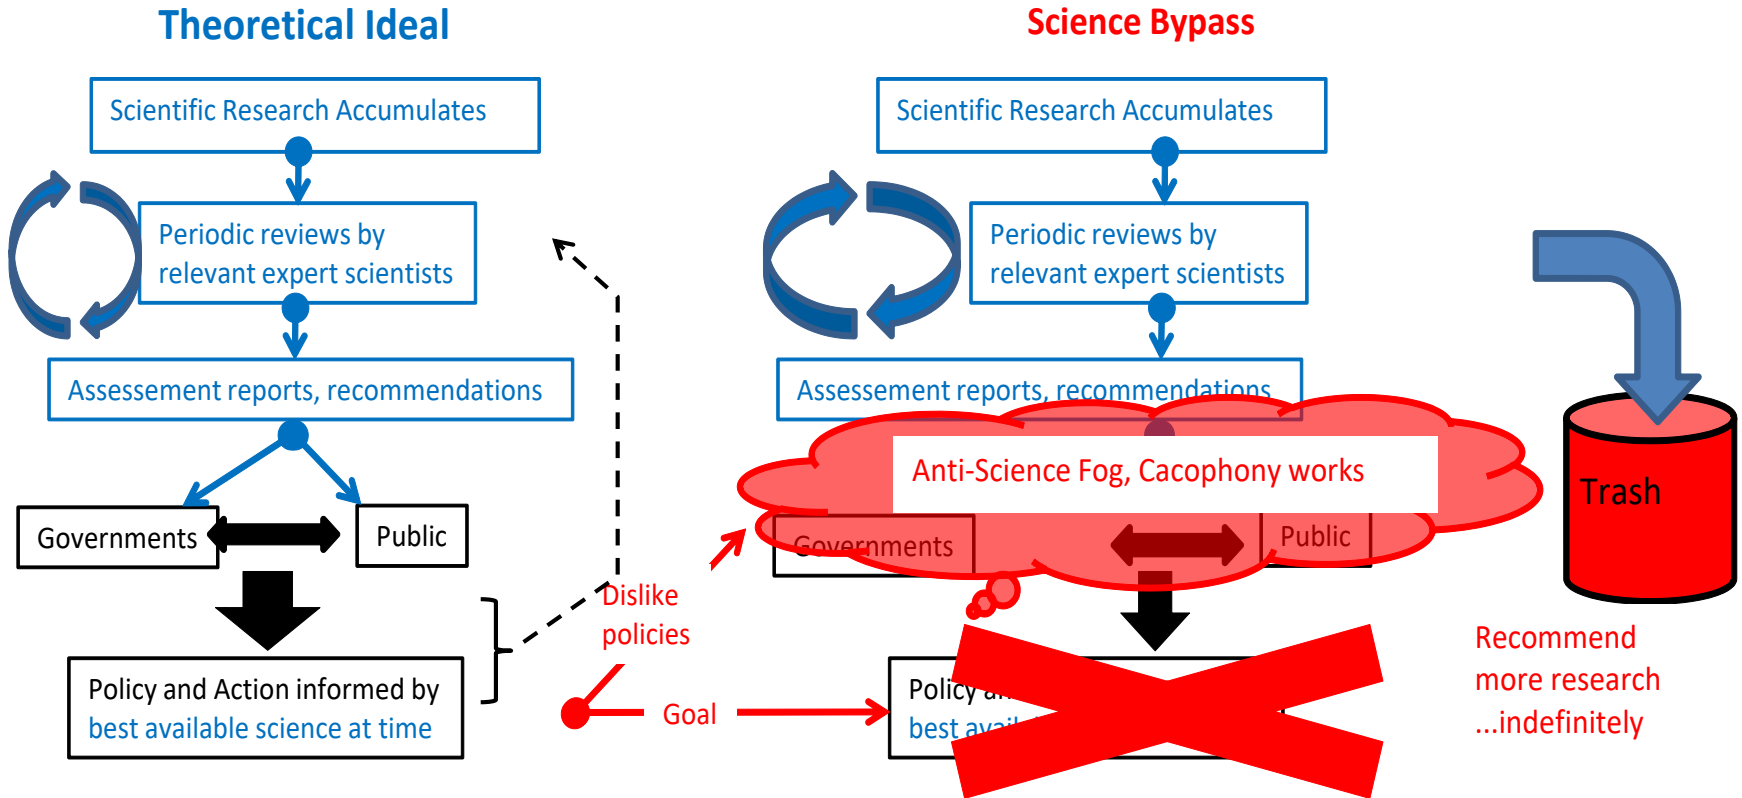 Theoretical Ideal
Scientific Research Accumulates
Periodic reviews by
relevant expert scientists
Assessement reports, recommendations
Governments
Public
Policy and Action informed by
best available science at time
Dislike
policies
Goal
Science Bypass
Scientific Research Accumulates
Periodic reviews by
relevant expert scientists
Assessement reports, recommendations
Anti-Science Fog, Cacophony works
Governments
Public
Policy
best
Trash
Recommend
more research
...indefinitely